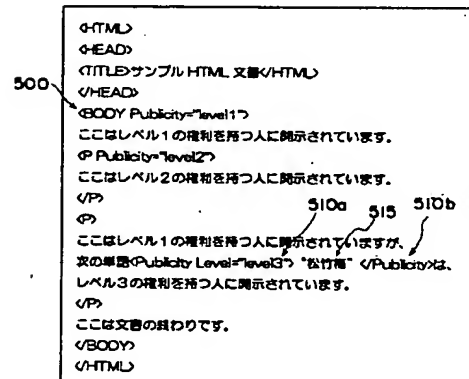 <HTML>
<HEAD>
<TITLE>サンプル HTML 文書</HTML>
</HEAD>
500
<BODY Publicity="level1">
ここはレベル1の権利を持つ人に開示されています。
<P Publicity="level2">
ここはレベル2の権利を持つ人に開示されています。
</P>
510a 515 510b
<P>
ここはレベル1の権利を持つ人に開示されていますが、
次の単語<Publicity Level="level3"> "松竹梅" </Publicity>は、
レベル3の権利を持つ人に開示されています。
</P>
ここは文書の終わりです。
</BODY>
</HTML>